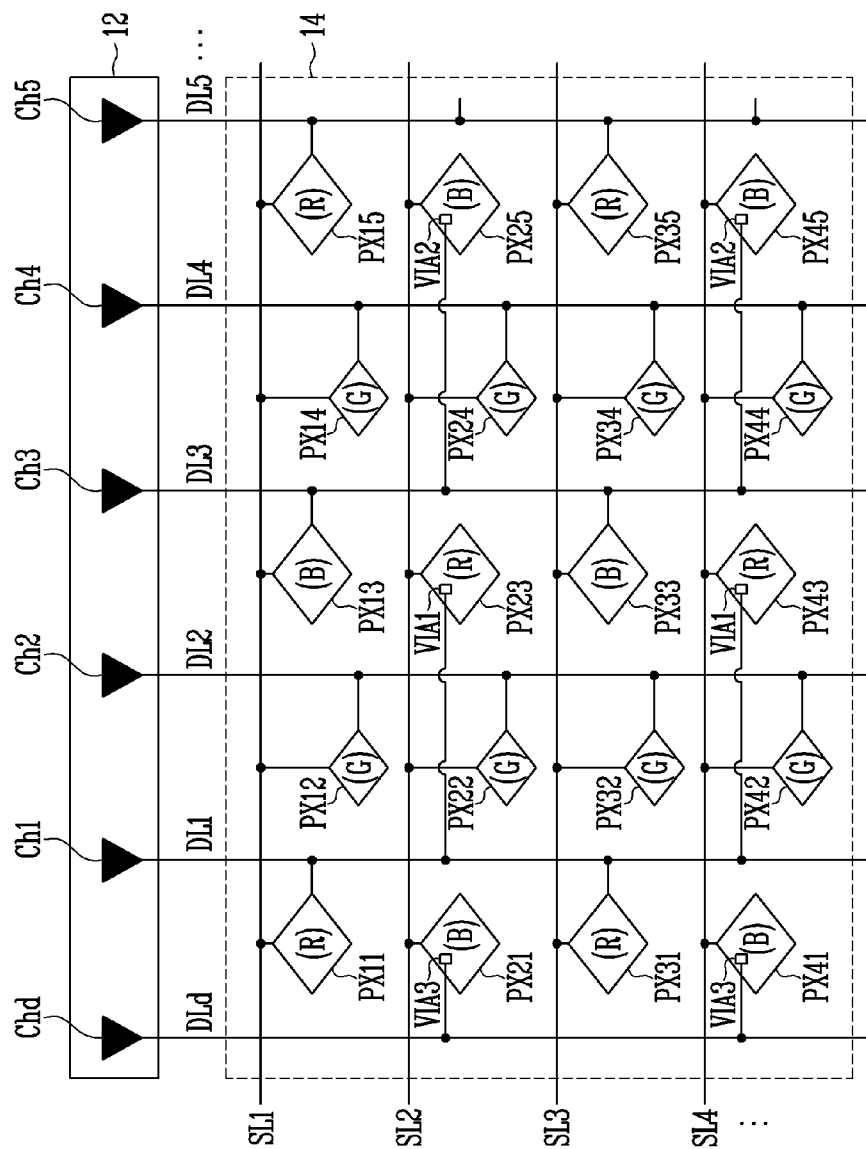 Chd Ch1 Ch2 Ch3 Ch4 Ch5
12
DLd DL1 DL2 DL3 DL4 DL5 ...
14
SL1
(R) (G) (B) (G) (R)
PX11 PX12 PX13 PX14 PX15
SL2
VIA3 VIA1 VIA2
(B) (G) (R) (G) (B)
PX21 PX22 PX23 PX24 PX25
SL3
(R) (G) (B) (G) (R)
PX31 PX32 PX33 PX34 PX35
SL4
VIA3 VIA1 VIA2
(B) (G) (R) (G) (B)
PX41 PX42 PX43 PX44 PX45
...